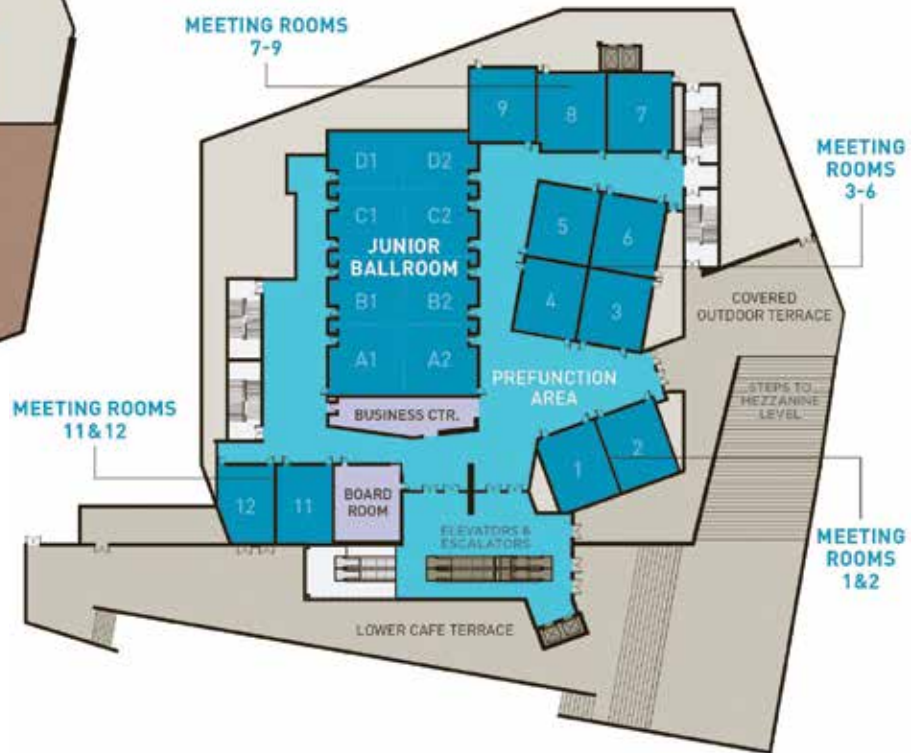 MEETING ROOMS
7-9
9
8
7
MEETING
ROOMS
3-6
D1
D2
C1
C2
JUNIOR
BALLROOM
B1
B2
A1
A2
5
6
4
3
COVERED
OUTDOOR TERRACE
PREFUNCTION
AREA
STEPS TO
MEZZANINE
LEVEL
BUSINESS CTR.
MEETING ROOMS
11&12
1
2
12
11
BOARD
ROOM
ELEVATORS &
ESCALATORS
MEETING
ROOMS
1&2
LOWER CAFE TERRACE